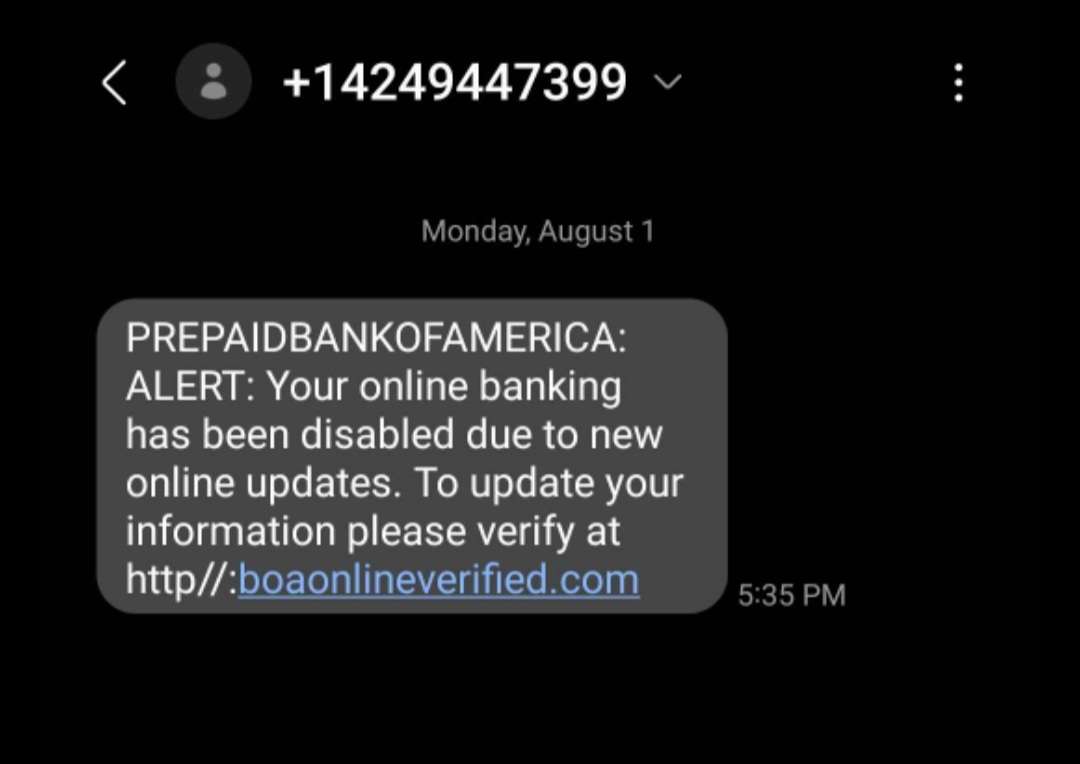 +14249447399
Monday, August 1
PREPAIDBANKOFAMERICA:
ALERT: Your online banking
has been disabled due to new
online updates. To update your
information please verify at
http//:boaonlineverified.com
5:35 PM